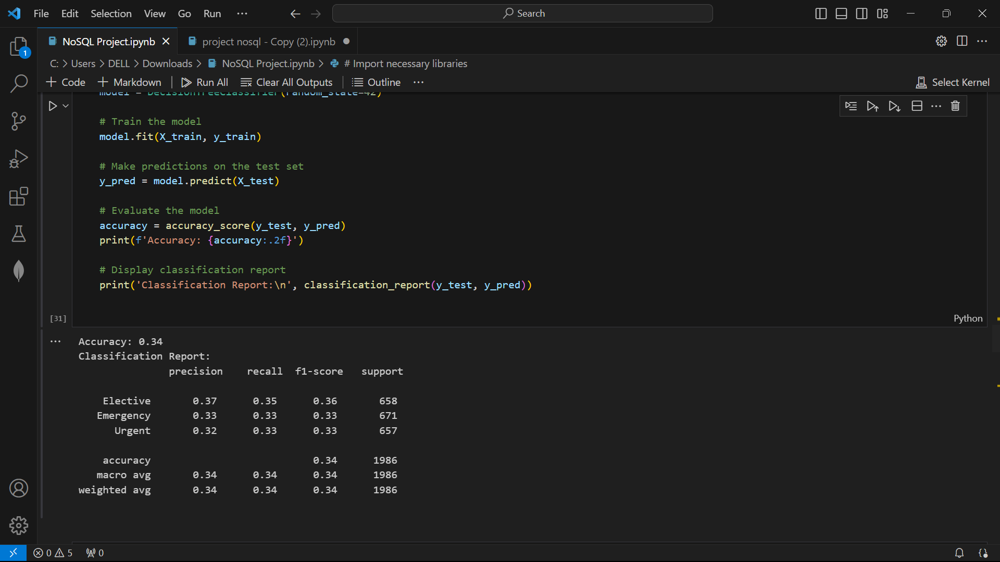 File Edit Selection View Go Run ··· Search
NoSQL Project.ipynb project nosql - Copy (2).ipynb
C: > Users > DELL > Downloads > NoSQL Project.ipynb > # Import necessary libraries
+ Code + Markdown Run All Clear All Outputs Outline ··· Select Kernel
model = DecisionTreeClassifier(random_state=42)
# Train the model
model.fit(X_train, y_train)
# Make predictions on the test set
y_pred = model.predict(X_test)
# Evaluate the model
accuracy = accuracy_score(y_test, y_pred)
print(f'Accuracy: {accuracy:.2f}')
# Display classification report
print('Classification Report:\n', classification_report(y_test, y_pred))
[31] Python
Accuracy: 0.34
Classification Report:
precision recall f1-score support
Elective 0.37 0.35 0.36 658
Emergency 0.33 0.33 0.33 671
Urgent 0.32 0.33 0.33 657
accuracy 0.34 1986
macro avg 0.34 0.34 0.34 1986
weighted avg 0.34 0.34 0.34 1986
1
0 5 0